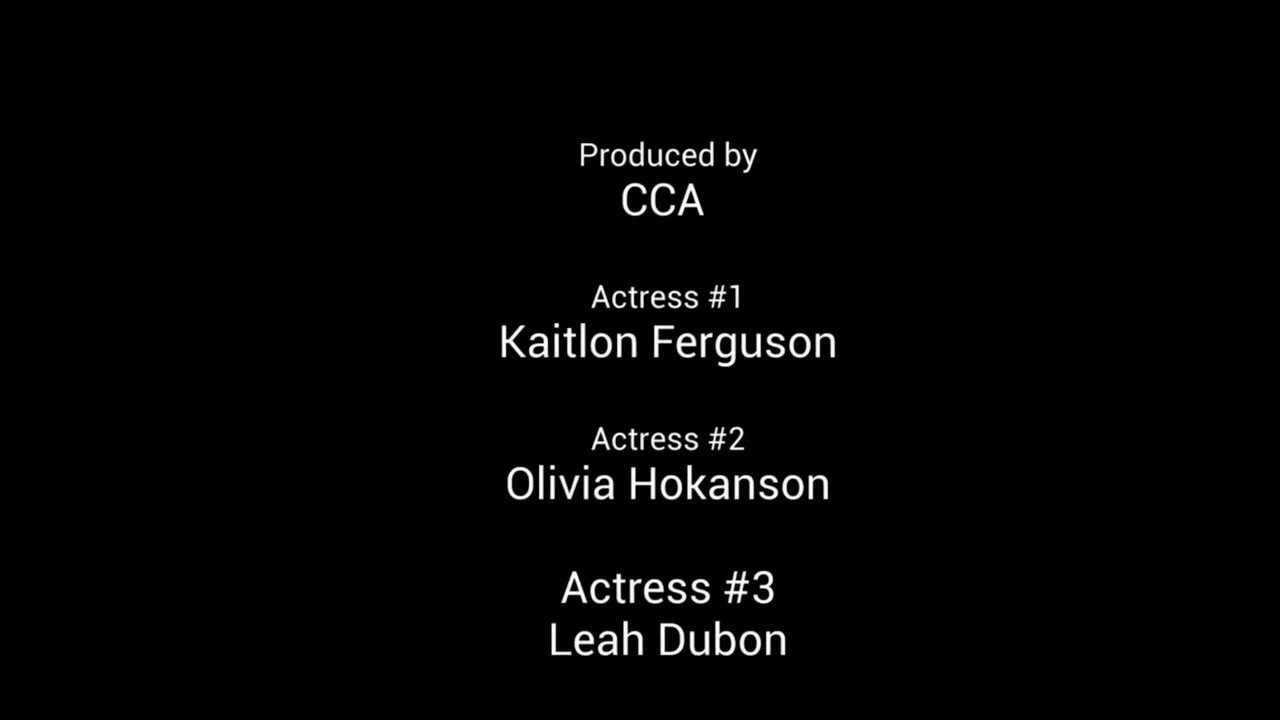 Produced by
CCA
Actress #1
Kaitlon Ferguson
Actress #2
Olivia Hokanson
Actress #3
Leah Dubon